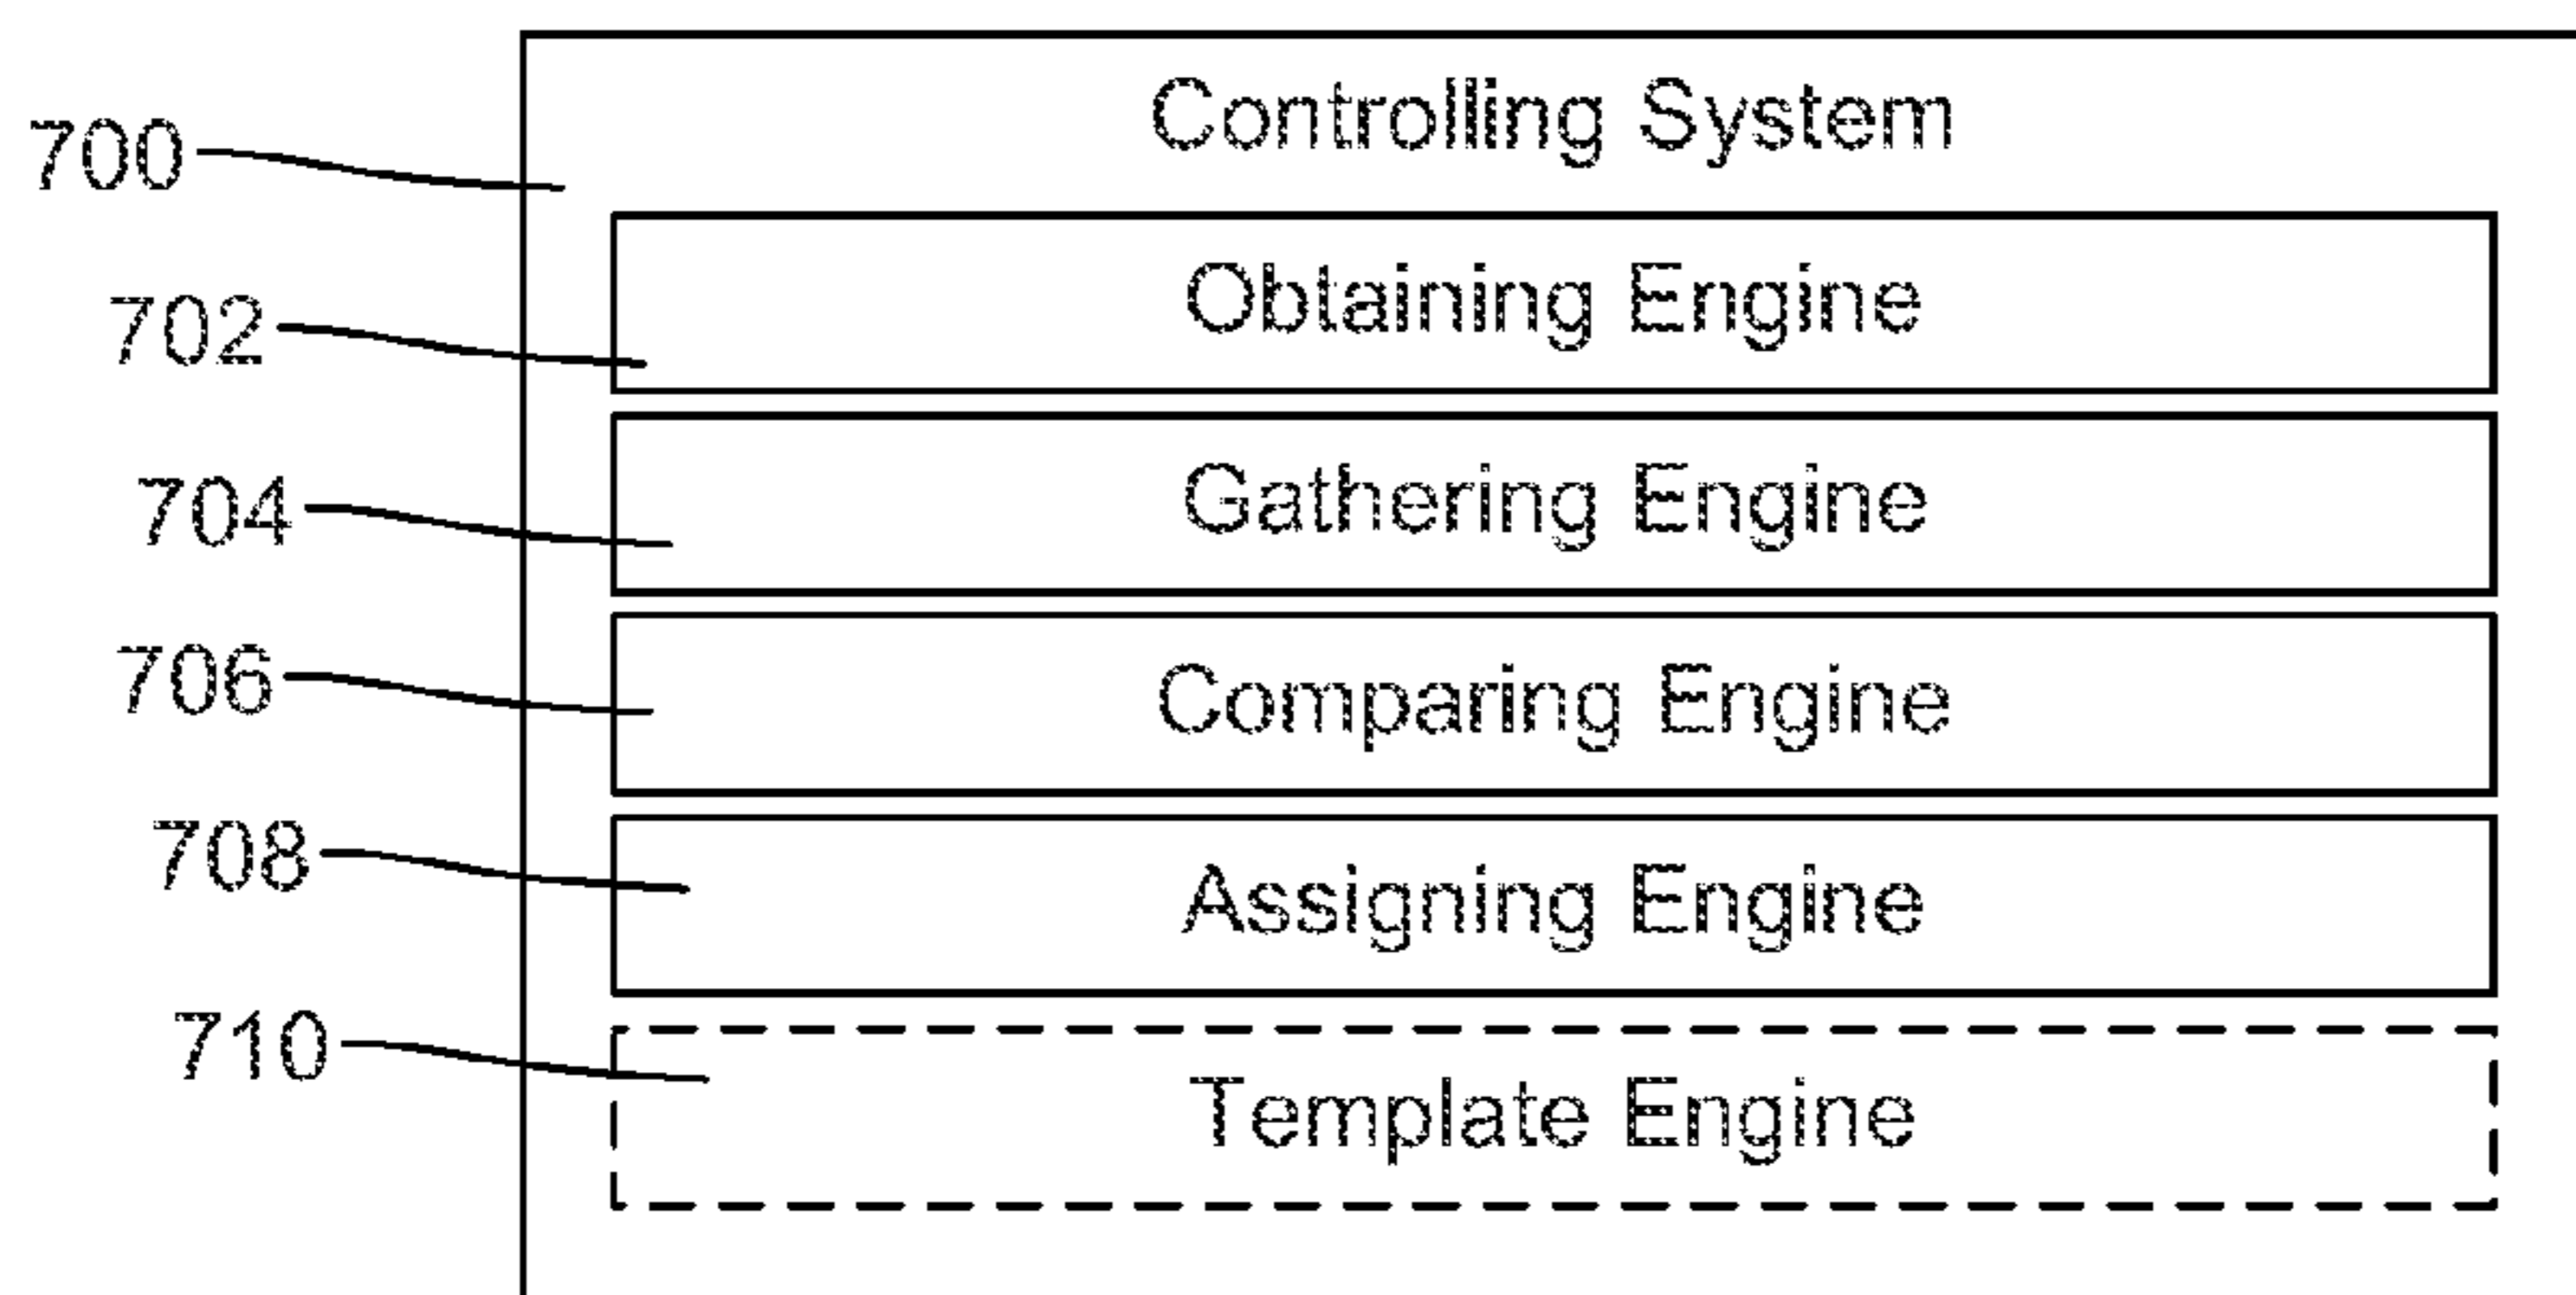 Controlling System
700
702
Obtaining Engine
704
Gathering Engine
706
Comparing Engine
708
Assigning Engine
710
Template Engine